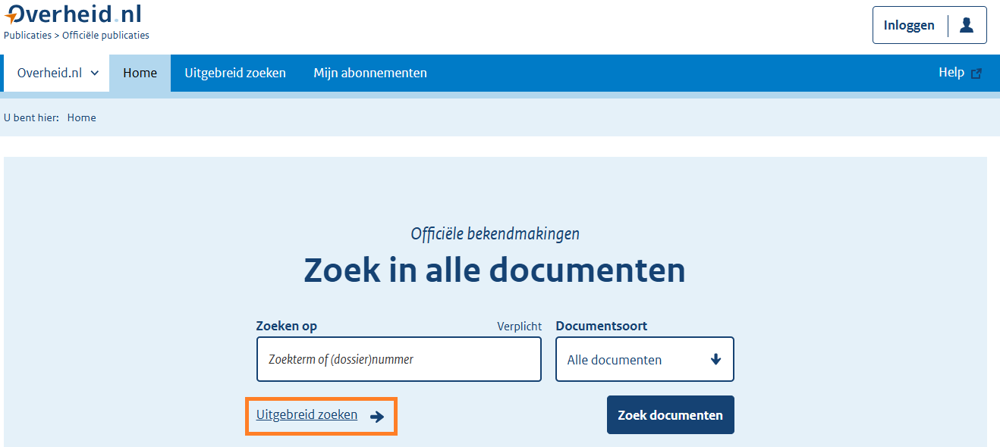 Overheid.nl
Publicaties > Officiële publicaties
Inloggen
Overheid.nl Home Uitgebreid zoeken Mijn abonnementen Help
U bent hier: Home
Officiële bekendmakingen
Zoek in alle documenten
Zoeken op Verplicht Documentsoort
Zoekterm of (dossier)nummer Alle documenten
Uitgebreid zoeken Zoek documenten